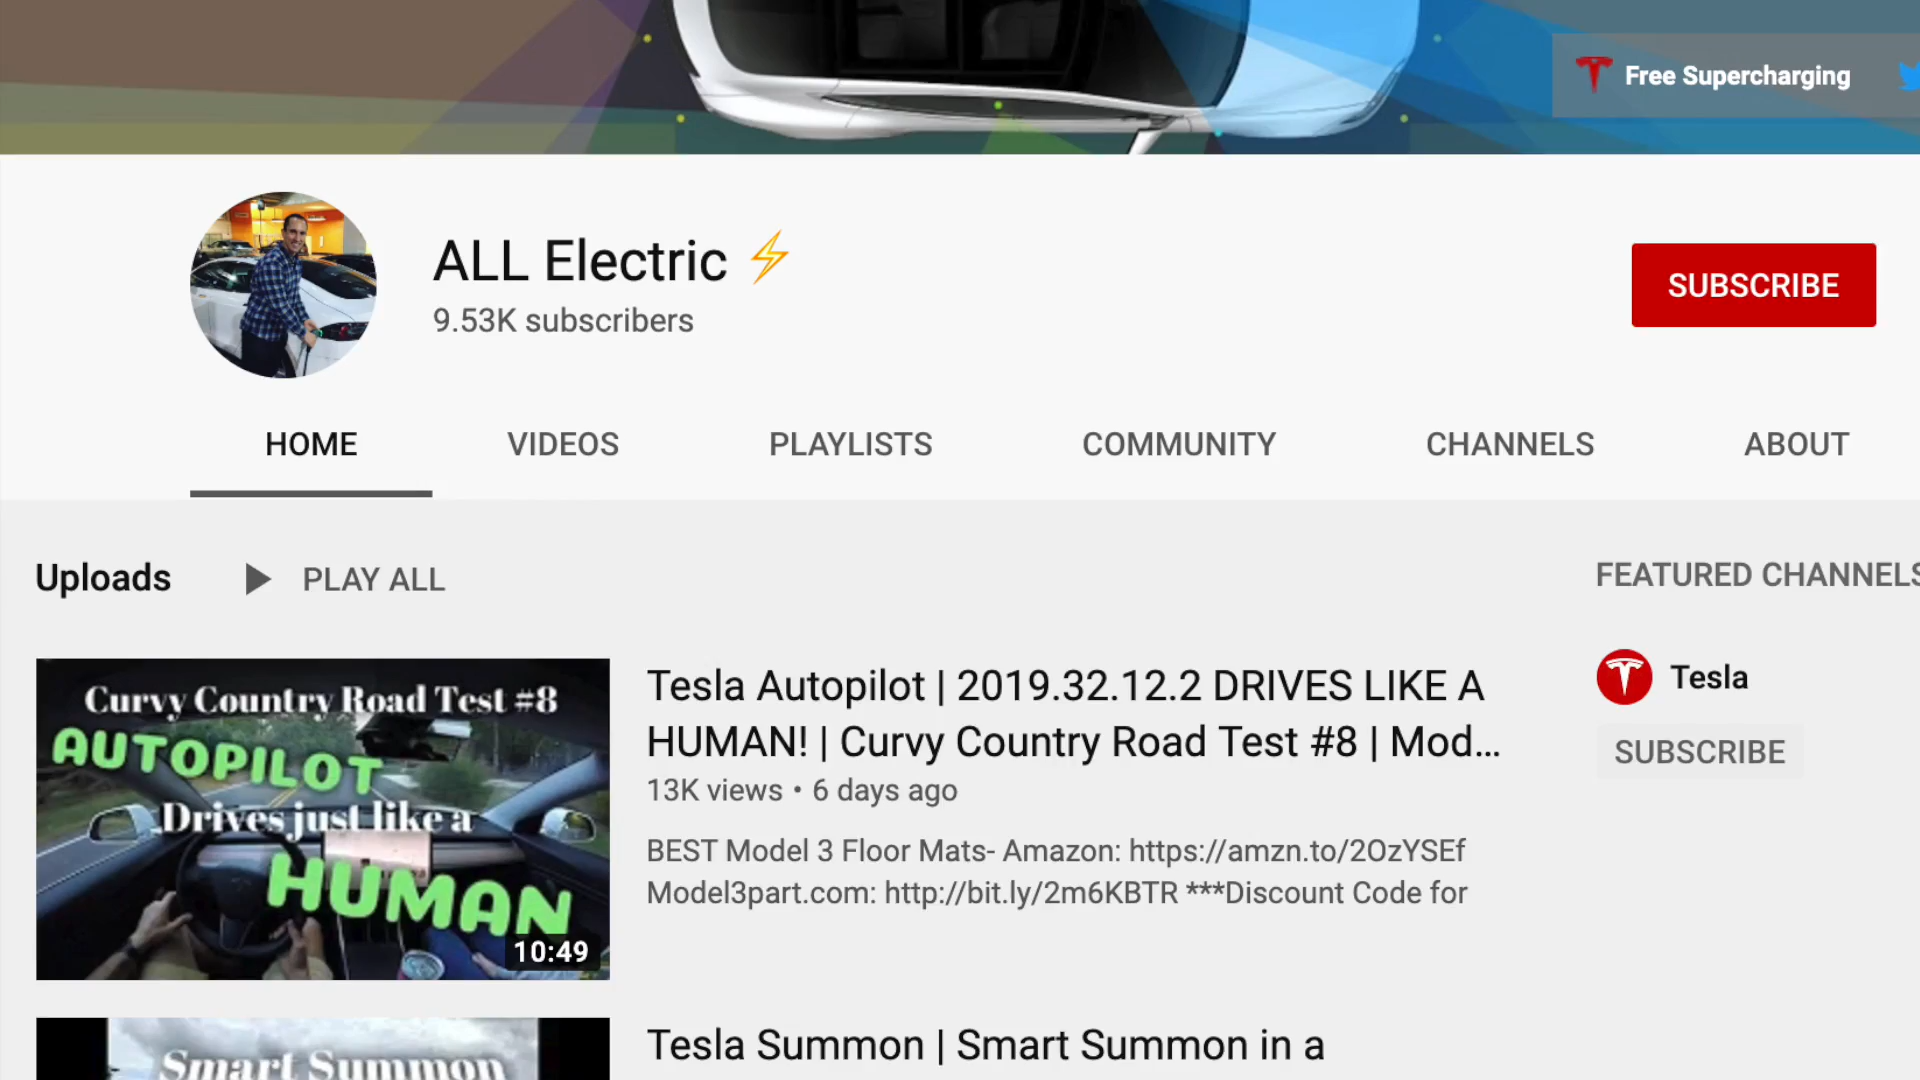 Free Supercharging
ALL Electric ⚡
9.53K subscribers
SUBSCRIBE
HOME
VIDEOS
PLAYLISTS
COMMUNITY
CHANNELS
ABOUT
Uploads
PLAY ALL
FEATURED CHANNELS
Curvy Country Road Test #8
AUTOPILOT
Drives just like a
HUMAN
10:49
Tesla Autopilot | 2019.32.12.2 DRIVES LIKE A
HUMAN! | Curvy Country Road Test #8 | Mod...
13K views • 6 days ago
BEST Model 3 Floor Mats- Amazon: https://amzn.to/2OzYSEf
Model3part.com: http://bit.ly/2m6KBTR ***Discount Code for
Tesla
SUBSCRIBE
Smart Summon
Tesla Summon | Smart Summon in a